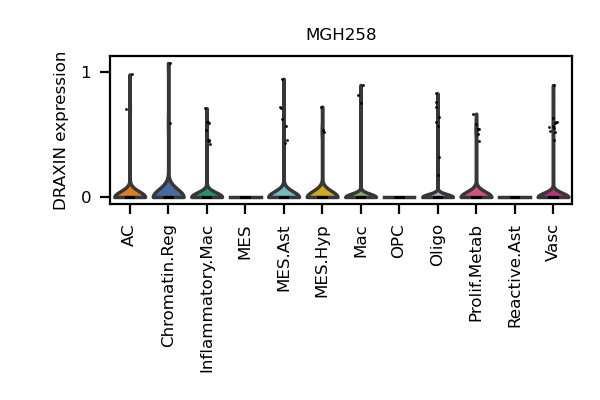 MGH258
DRAXIN expression
1
0
AC
Chromatin.Reg
Inflammatory.Mac
MES
MES.Ast
MES.Hyp
Mac
OPC
Oligo
Prolif.Metab
Reactive.Ast
Vasc